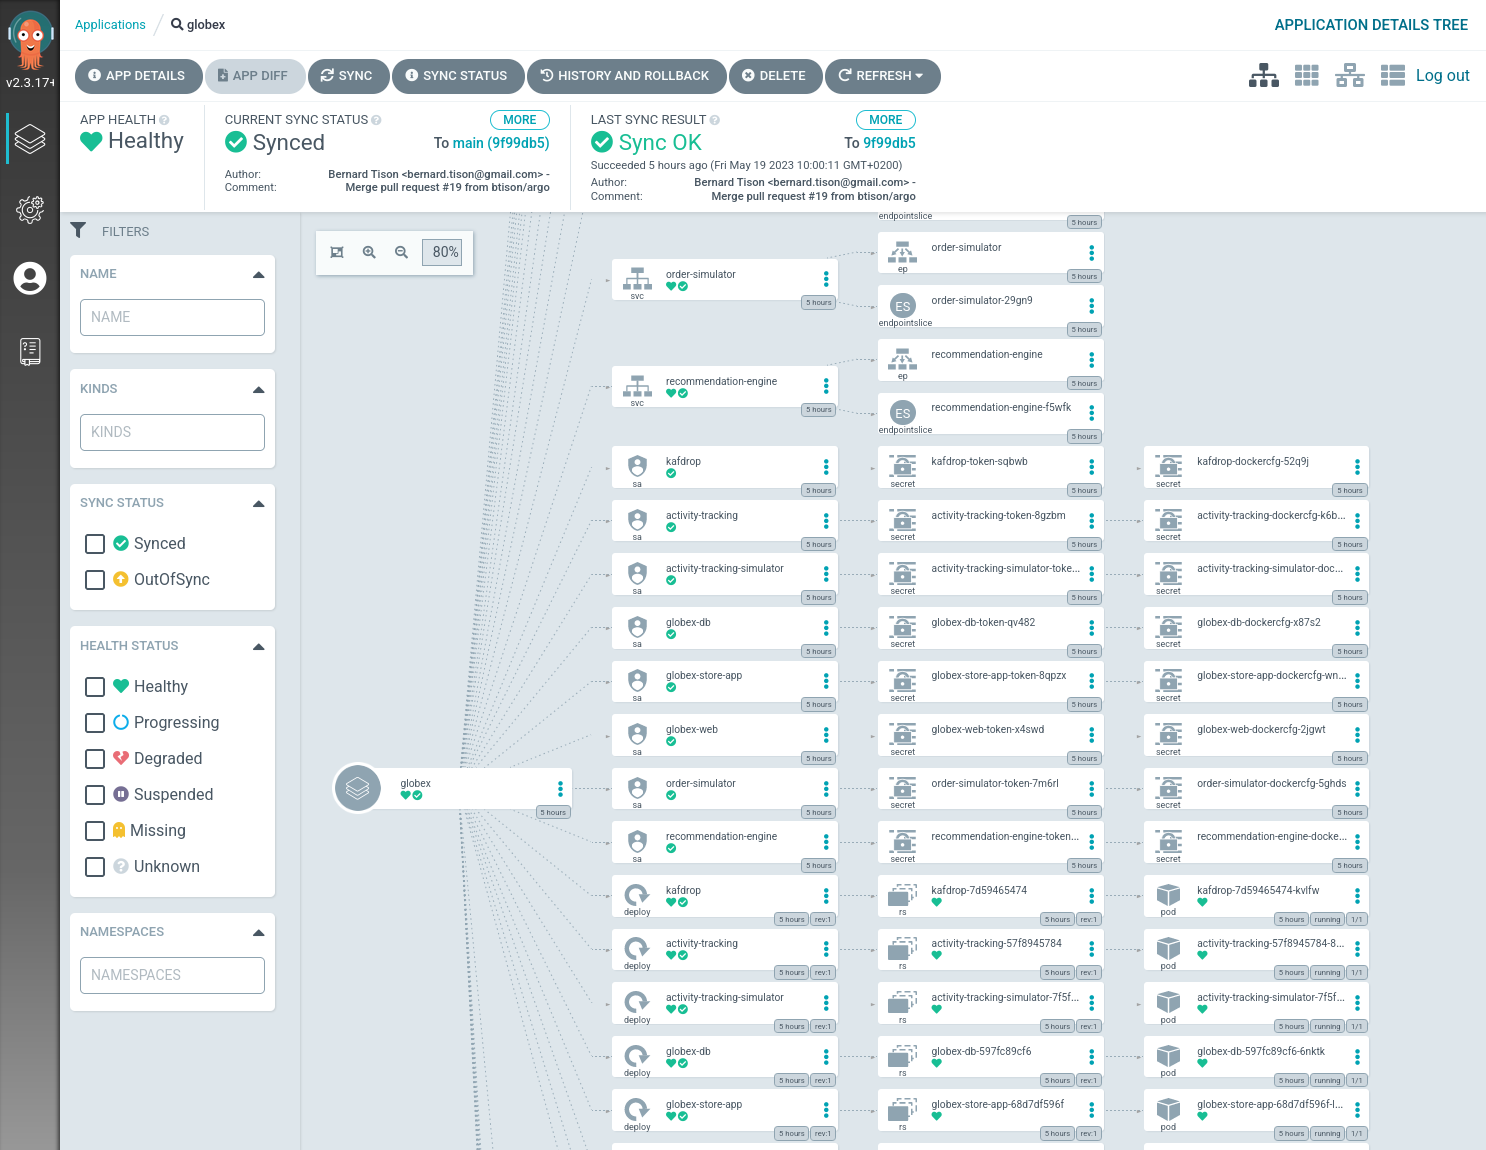 Applications / globex
APPLICATION DETAILS TREE
v2.3.17+
APP DETAILS
APP DIFF
SYNC
SYNC STATUS
HISTORY AND ROLLBACK
DELETE
REFRESH
Log out
APP HEALTH
Healthy
CURRENT SYNC STATUS
MORE
Synced
To main (9f99db5)
Author: Bernard Tison <bernard.tison@gmail.com> -
Comment: Merge pull request #19 from btison/argo
LAST SYNC RESULT
MORE
Sync OK
To 9f99db5
Succeeded 5 hours ago (Fri May 19 2023 10:00:11 GMT+0200)
Author: Bernard Tison <bernard.tison@gmail.com> -
Comment: Merge pull request #19 from btison/argo
FILTERS
NAME
NAME
KINDS
KINDS
SYNC STATUS
Synced
OutOfSync
HEALTH STATUS
Healthy
Progressing
Degraded
Suspended
Missing
Unknown
NAMESPACES
NAMESPACES
80%
globex
5 hours
endpointslice
5 hours
order-simulator
svc
5 hours
order-simulator
ep
5 hours
ES
order-simulator-29gn9
endpointslice
5 hours
recommendation-engine
svc
5 hours
recommendation-engine
ep
5 hours
ES
recommendation-engine-f5wfk
endpointslice
5 hours
kafdrop
sa
5 hours
kafdrop-token-sqbwb
secret
5 hours
kafdrop-dockercfg-52q9j
secret
5 hours
activity-tracking
sa
5 hours
activity-tracking-token-8gzbm
secret
5 hours
activity-tracking-dockercfg-k6b...
secret
5 hours
activity-tracking-simulator
sa
5 hours
activity-tracking-simulator-toke...
secret
5 hours
activity-tracking-simulator-doc...
secret
5 hours
globex-db
sa
5 hours
globex-db-token-qv482
secret
5 hours
globex-db-dockercfg-x87s2
secret
5 hours
globex-store-app
sa
5 hours
globex-store-app-token-8qpzx
secret
5 hours
globex-store-app-dockercfg-wn...
secret
5 hours
globex-web
sa
5 hours
globex-web-token-x4swd
secret
5 hours
globex-web-dockercfg-2jgwt
secret
5 hours
order-simulator
sa
5 hours
order-simulator-token-7m6rl
secret
5 hours
order-simulator-dockercfg-5ghds
secret
5 hours
recommendation-engine
sa
5 hours
recommendation-engine-token...
secret
5 hours
recommendation-engine-docke...
secret
5 hours
kafdrop
deploy
5 hours rev:1
kafdrop-7d59465474
rs
5 hours rev:1
kafdrop-7d59465474-kvlfw
pod
5 hours running 1/1
activity-tracking
deploy
5 hours rev:1
activity-tracking-57f8945784
rs
5 hours rev:1
activity-tracking-57f8945784-8...
pod
5 hours running 1/1
activity-tracking-simulator
deploy
5 hours rev:1
activity-tracking-simulator-7f5f...
rs
5 hours rev:1
activity-tracking-simulator-7f5f...
pod
5 hours running 1/1
globex-db
deploy
5 hours rev:1
globex-db-597fc89cf6
rs
5 hours rev:1
globex-db-597fc89cf6-6nktk
pod
5 hours running 1/1
globex-store-app
deploy
5 hours rev:1
globex-store-app-68d7df596f
rs
5 hours rev:1
globex-store-app-68d7df596f-l...
pod
5 hours running 1/1